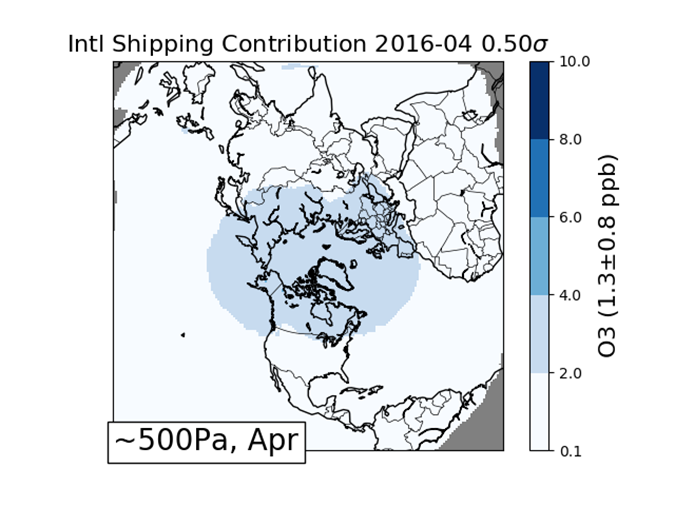 Intl Shipping Contribution 2016-04 0.50σ
10.0
8.0
6.0
4.0
2.0
0.1
O3 (1.3±0.8 ppb)
~500Pa, Apr